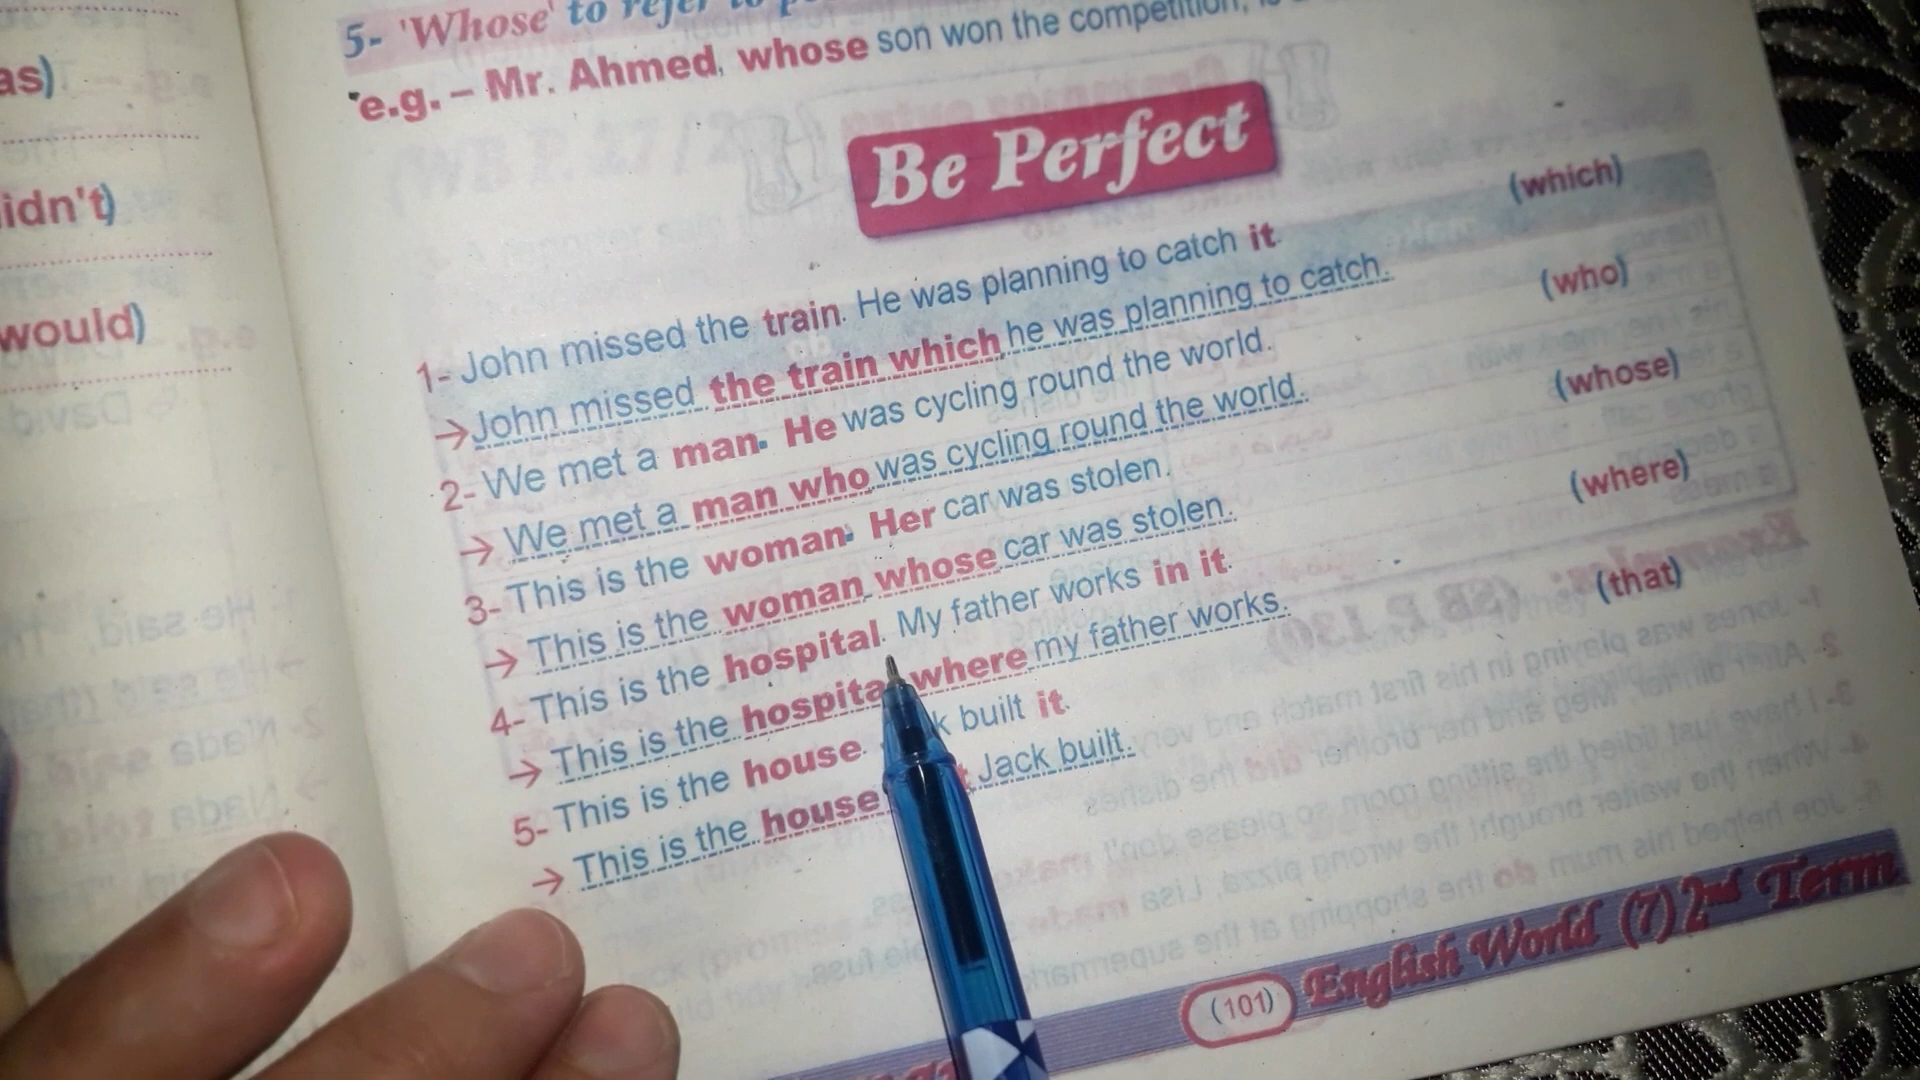 as)
idn't)
would)
5- 'Whose' to refer to
e.g. – Mr. Ahmed, whose son won the competition,
Be Perfect
1- John missed the train. He was planning to catch it. (which)
→ John missed the train which he was planning to catch.
2- We met a man. He was cycling round the world. (who)
→ We met a man who was cycling round the world.
3- This is the woman. Her car was stolen. (whose)
→ This is the woman whose car was stolen.
4- This is the hospital. My father works in it. (where)
→ This is the hospital where my father works.
5- This is the house. k built it. (that)
→ This is the house t Jack built.
(101) English World (7) 2nd Term